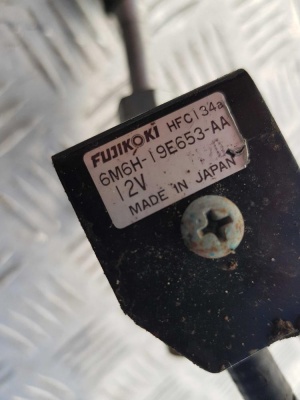 FUJIKOKI HFC134a
6M6H-19E653-AA
12V
MADE IN JAPAN